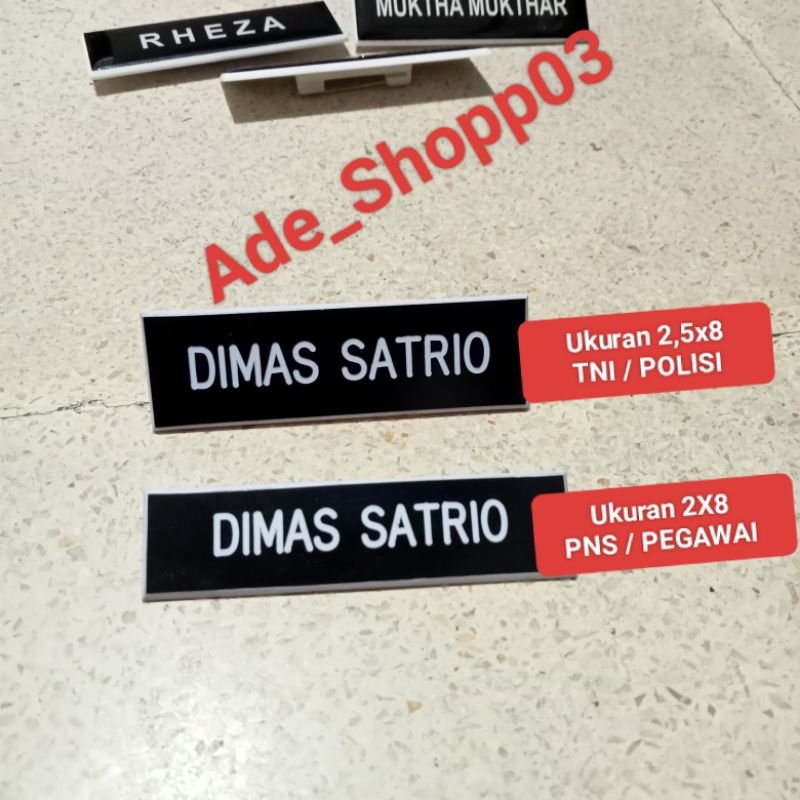 RHEZA
MUKTHA MUKTHAR
Ade_Shopp03
DIMAS SATRIO
Ukuran 2,5x8
TNI / POLISI
DIMAS SATRIO
Ukuran 2X8
PNS / PEGAWAI